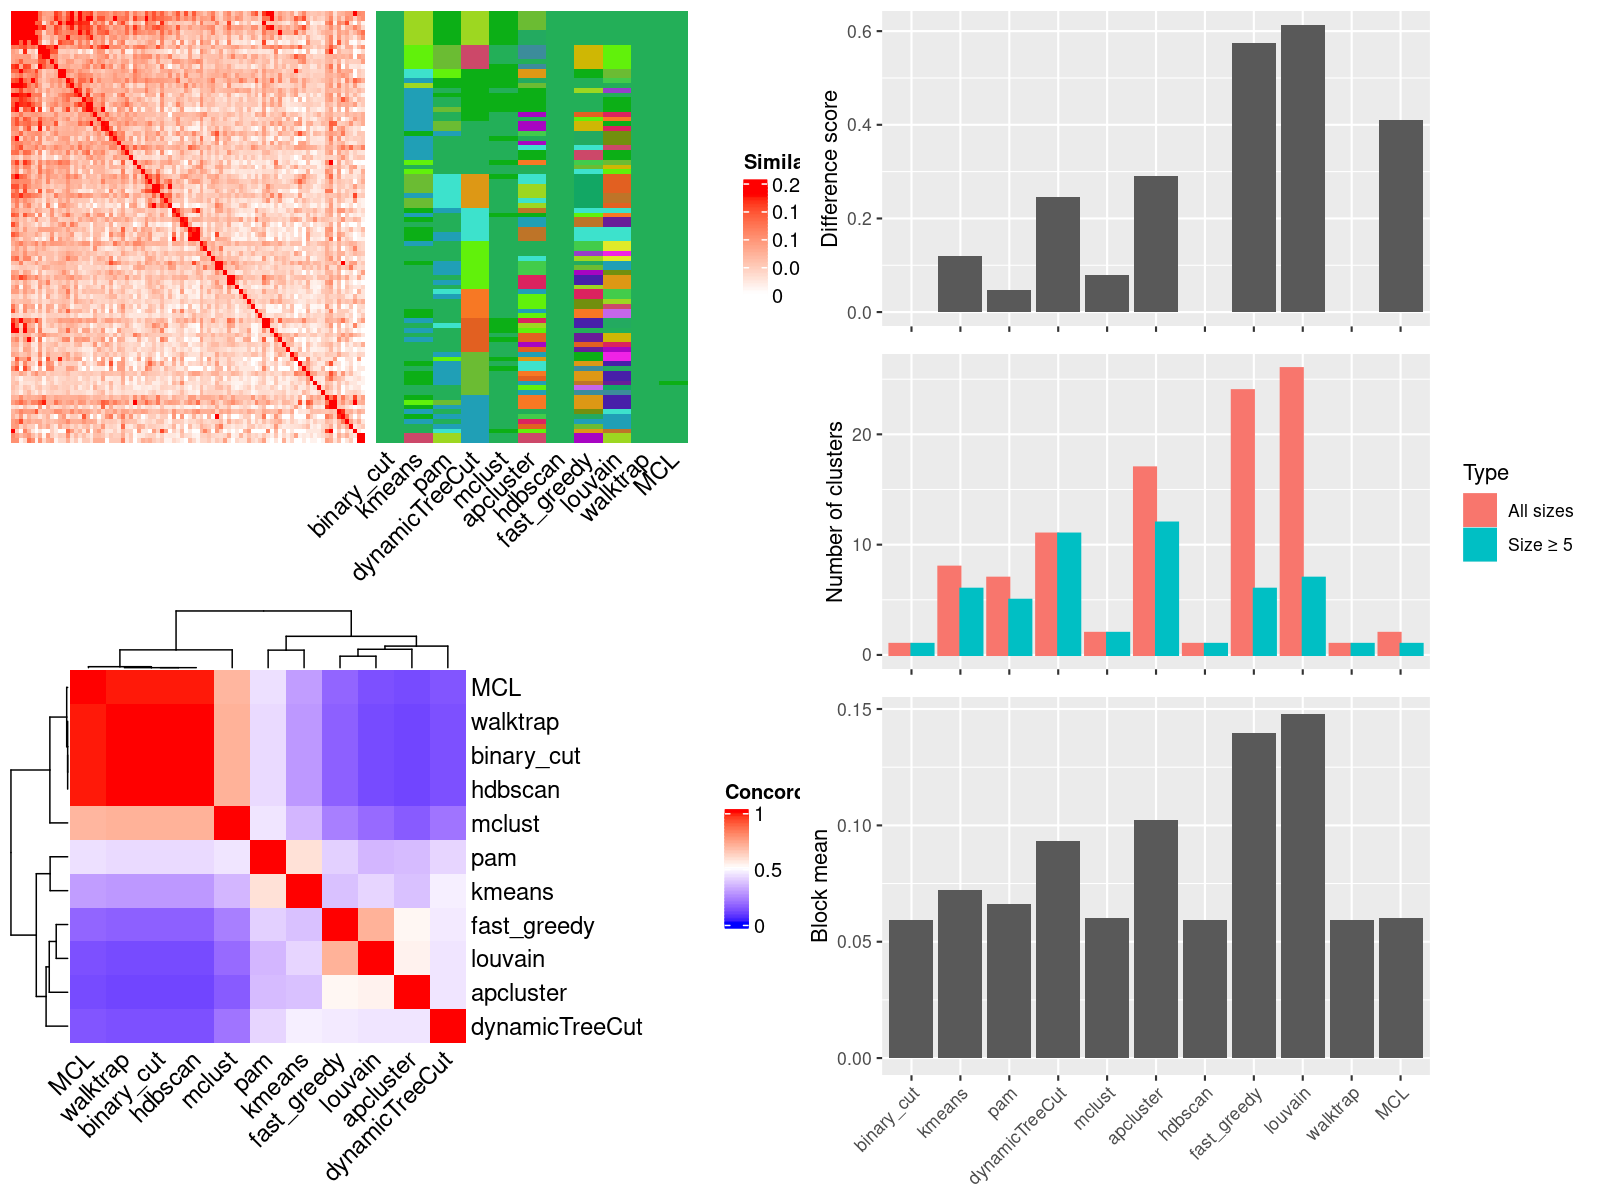 Simila
0.2
0.1
0.1
0.0
0
binary_cut
kmeans
pam
dynamicTreeCut
mclust
apcluster
hdbscan
fast_greedy
louvain
walktrap
MCL
MCL
walktrap
binary_cut
hdbscan
mclust
pam
kmeans
fast_greedy
louvain
apcluster
dynamicTreeCut
MCL
walktrap
binary_cut
hdbscan
mclust
pam
kmeans
fast_greedy
louvain
apcluster
dynamicTreeCut
Concord
1
0.5
0
Difference score
0.6
0.4
0.2
0.0
Number of clusters
20
10
0
Type
All sizes
Size ≥ 5
Block mean
0.15
0.10
0.05
0.00
binary_cut
kmeans
pam
dynamicTreeCut
mclust
apcluster
hdbscan
fast_greedy
louvain
walktrap
MCL